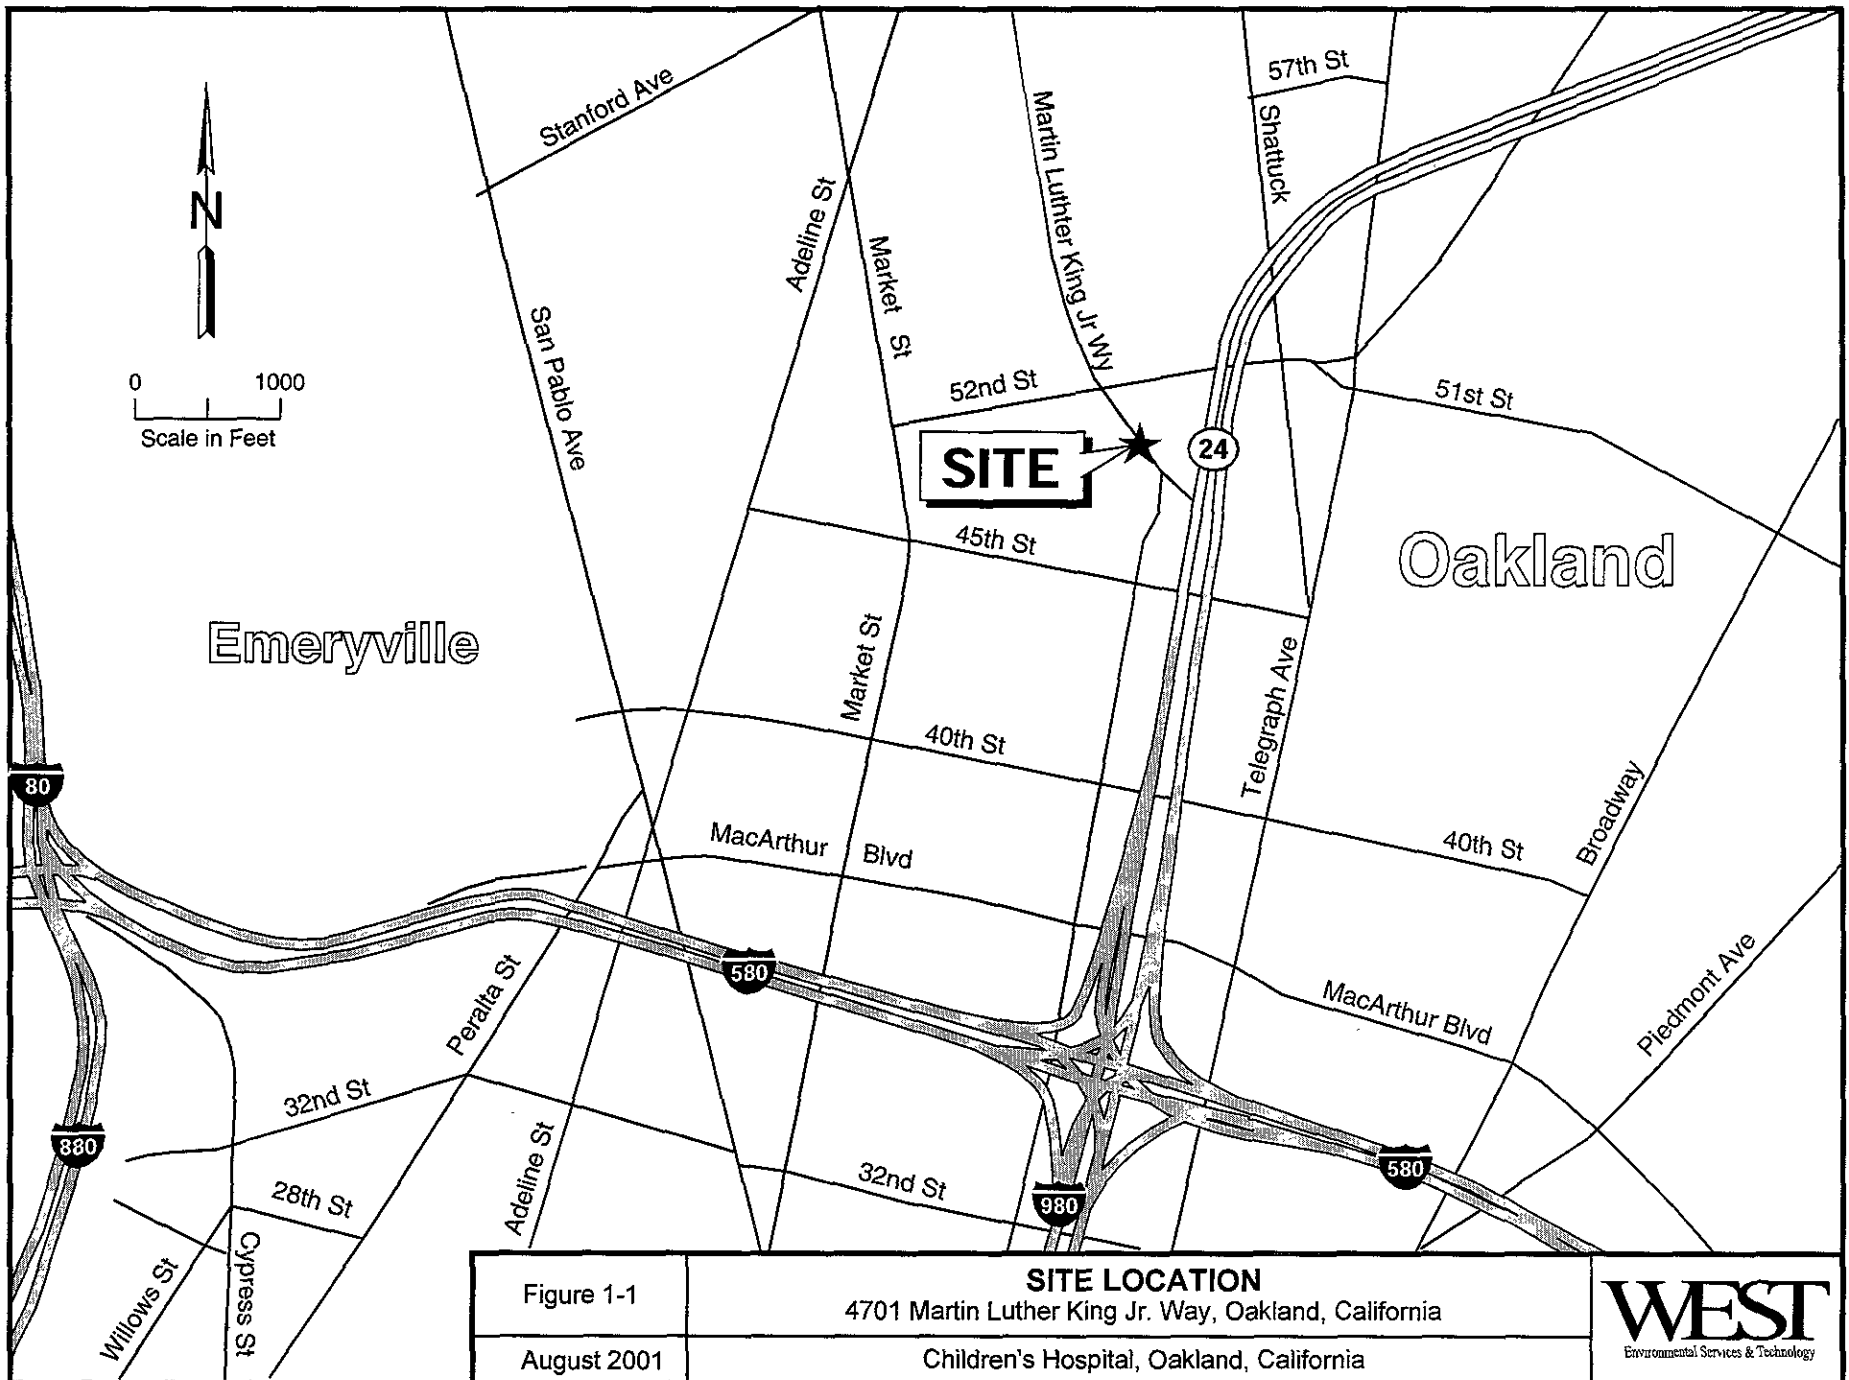 57th St
Stanford Ave
Martin Luthter King Jr Wy
Shattuck
N
Adeline St
Market St
San Pablo Ave
0 1000
Scale in Feet
52nd St
51st St
24
SITE
45th St
Oakland
Emeryville
Market St
Telegraph Ave
40th St
80
Broadway
MacArthur Blvd
40th St
580
Peralta St
Piedmont Ave
MacArthur Blvd
32nd St
880
Adeline St
580
32nd St
28th St
980
Cypress St
Willows St
Figure 1-1
SITE LOCATION
4701 Martin Luther King Jr. Way, Oakland, California
August 2001
Children's Hospital, Oakland, California
WEST
Environmental Services & Technology